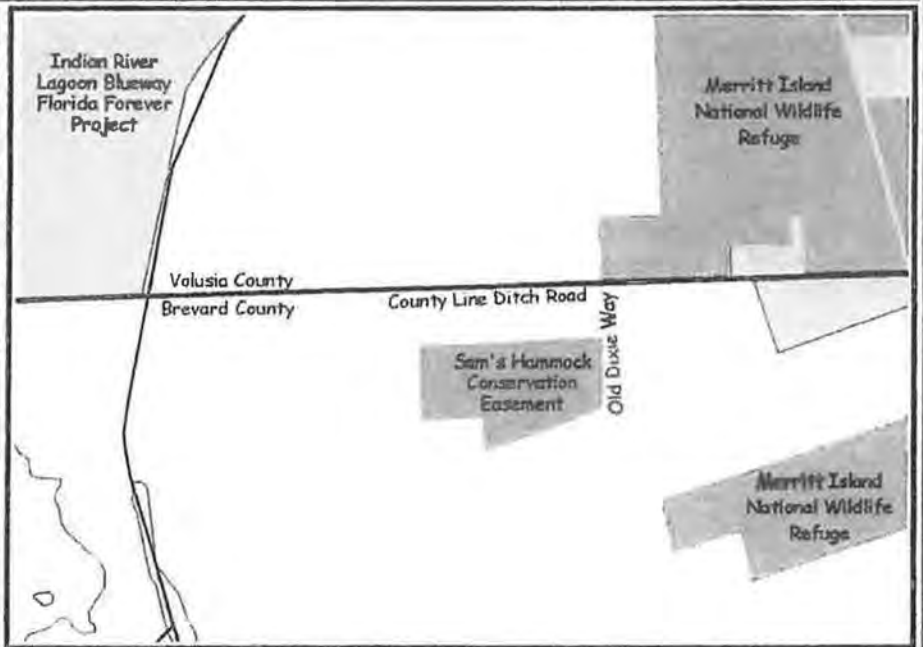 Indian River
Lagoon Blueway
Florida Forever
Project
Merritt Island
National Wildlife
Refuge
Volusia County
Brevard County
County Line Ditch Road
Old Dixie Way
Sam's Hammock
Conservation
Easement
Merritt Island
National Wildlife
Refuge